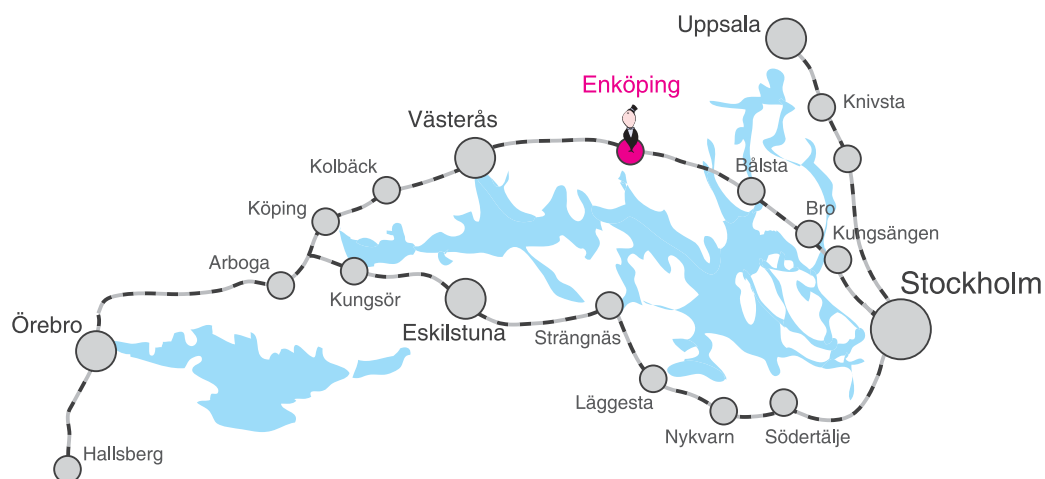 Uppsala
Enköping
Knivsta
Västerås
Kolbäck
Bålsta
Köping
Bro
Kungsängen
Arboga
Kungsör
Stockholm
Örebro
Eskilstuna
Strängnäs
Läggesta
Nykvarn
Södertälje
Hallsberg